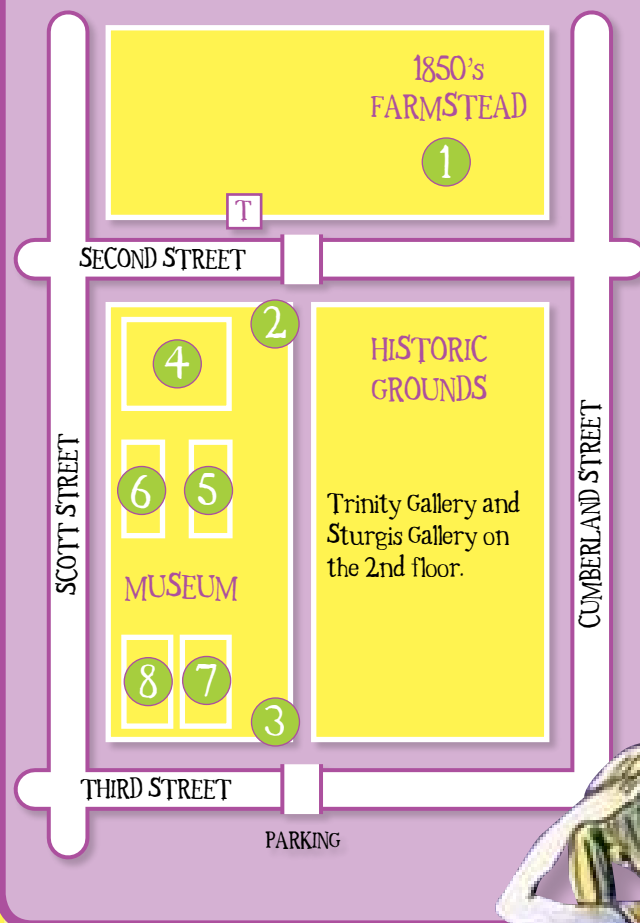 1850's
FARMSTEAD
1
T
SECOND STREET
2
4
HISTORIC
GROUNDS
6
5
Trinity Gallery and
Sturgis Gallery on
the 2nd floor.
SCOTT STREET
CUMBERLAND STREET
MUSEUM
8
7
3
THIRD STREET
PARKING